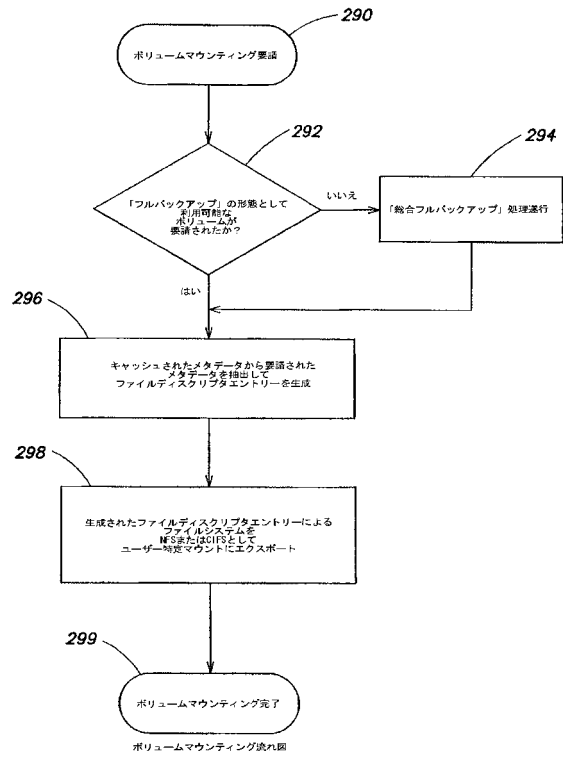 290
ボリュームマウンティング要請
292
「フルバックアップ」の形態として
利用可能な
ボリュームが
要請されたか？
いいえ
294
「総合フルバックアップ」処理遂行
はい
296
キャッシュされたメタデータから要請された
メタデータを抽出して
ファイルディスクリプタエントリーを生成
298
生成されたファイルディスクリプタエントリーによる
ファイルシステムを
NFSまたはCIFSとして
ユーザー特定マウントにエクスポート
299
ボリュームマウンティング完了
ボリュームマウンティング流れ図